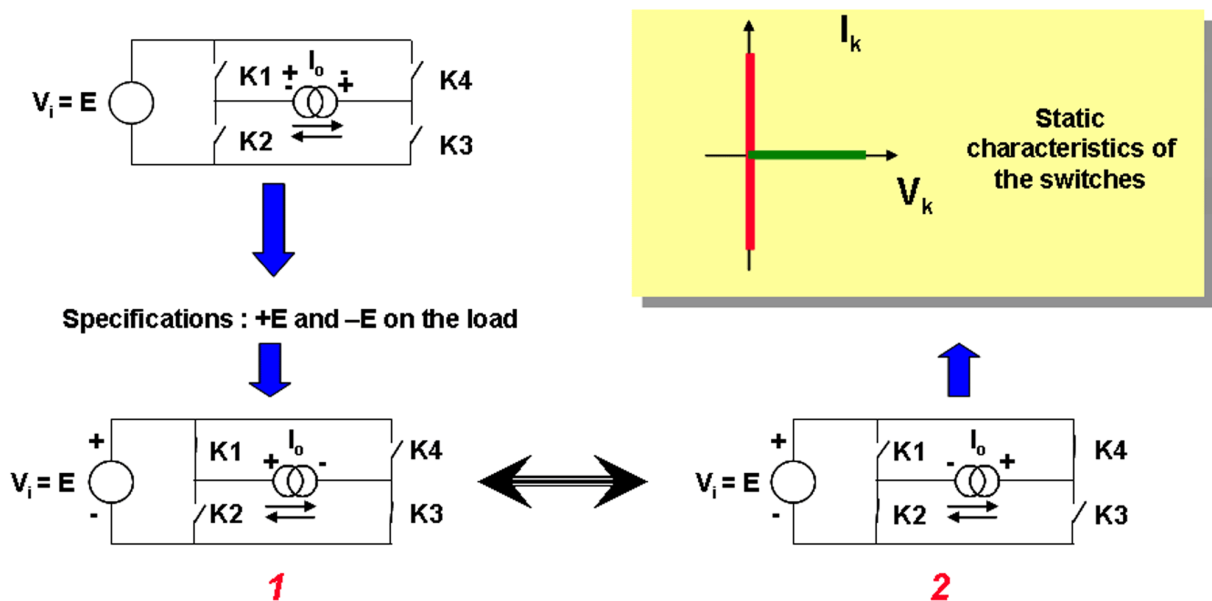 K1
+ Io -
- +
K4
Vi = E
K2
K3
Ik
Vk
Static
characteristics of
the switches
Specifications : +E and –E on the load
+
K1
Io
+ -
K4
Vi = E
-
K2
K3
1
+
K1
Io
- +
K4
Vi = E
-
K2
K3
2